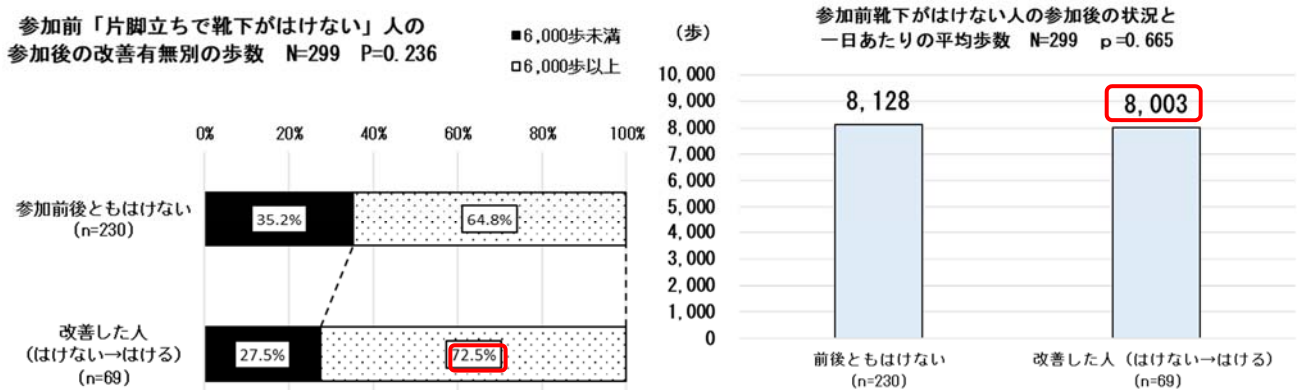 参加前「片脚立ちで靴下がはけない」人の
参加後の改善有無別の歩数 N=299 P=0.236
■6,000歩未満
□6,000歩以上
0% 20% 40% 60% 80% 100%
参加前後ともはけない
(n=230)
35.2% 64.8%
改善した人
(はけない→はける)
(n=69)
27.5% 72.5%
参加前靴下がはけない人の参加後の状況と
一日あたりの平均歩数 N=299 p=0.665
(歩)
10,000
9,000
8,000
7,000
6,000
5,000
4,000
3,000
2,000
1,000
0
8,128 8,003
前後ともはけない
(n=230)
改善した人(はけない→はける)
(n=69)